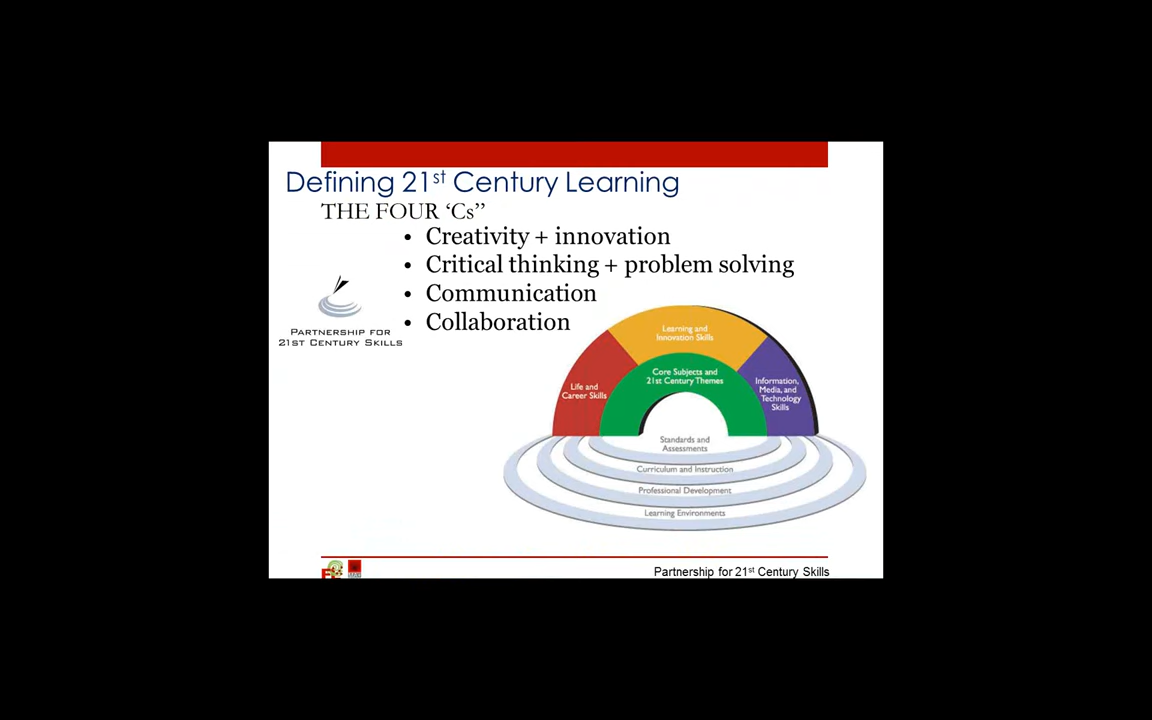 Defining 21st Century Learning
THE FOUR ‘Cs’’
• Creativity + innovation
• Critical thinking + problem solving
• Communication
• Collaboration
PARTNERSHIP FOR
21ST CENTURY SKILLS
Learning and
Innovation Skills
Core Subjects and
21st Century Themes
Life and
Career Skills
Information,
Media, and
Technology
Skills
Standards and
Assessments
Curriculum and Instruction
Professional Development
Learning Environments
Partnership for 21st Century Skills